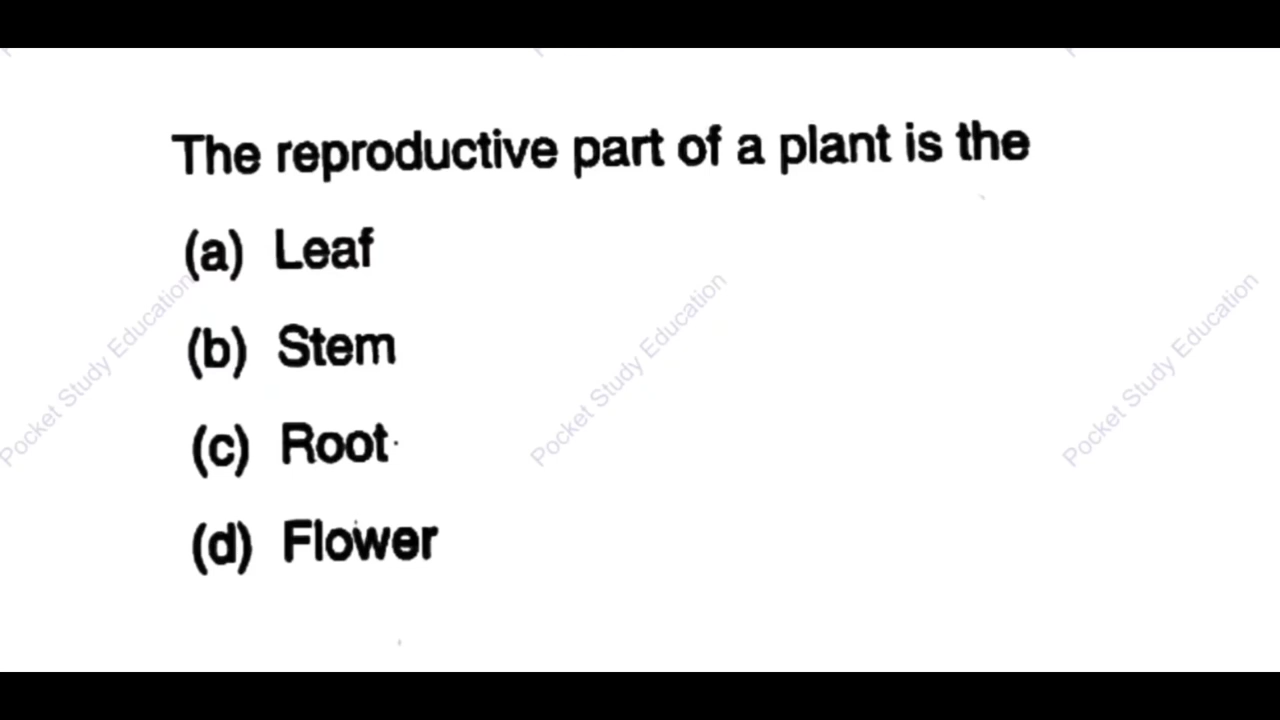 The reproductive part of a plant is the
(a) Leaf
(b) Stem
(c) Root
(d) Flower
Pocket Study Education
Pocket Study Education
Pocket Study Education